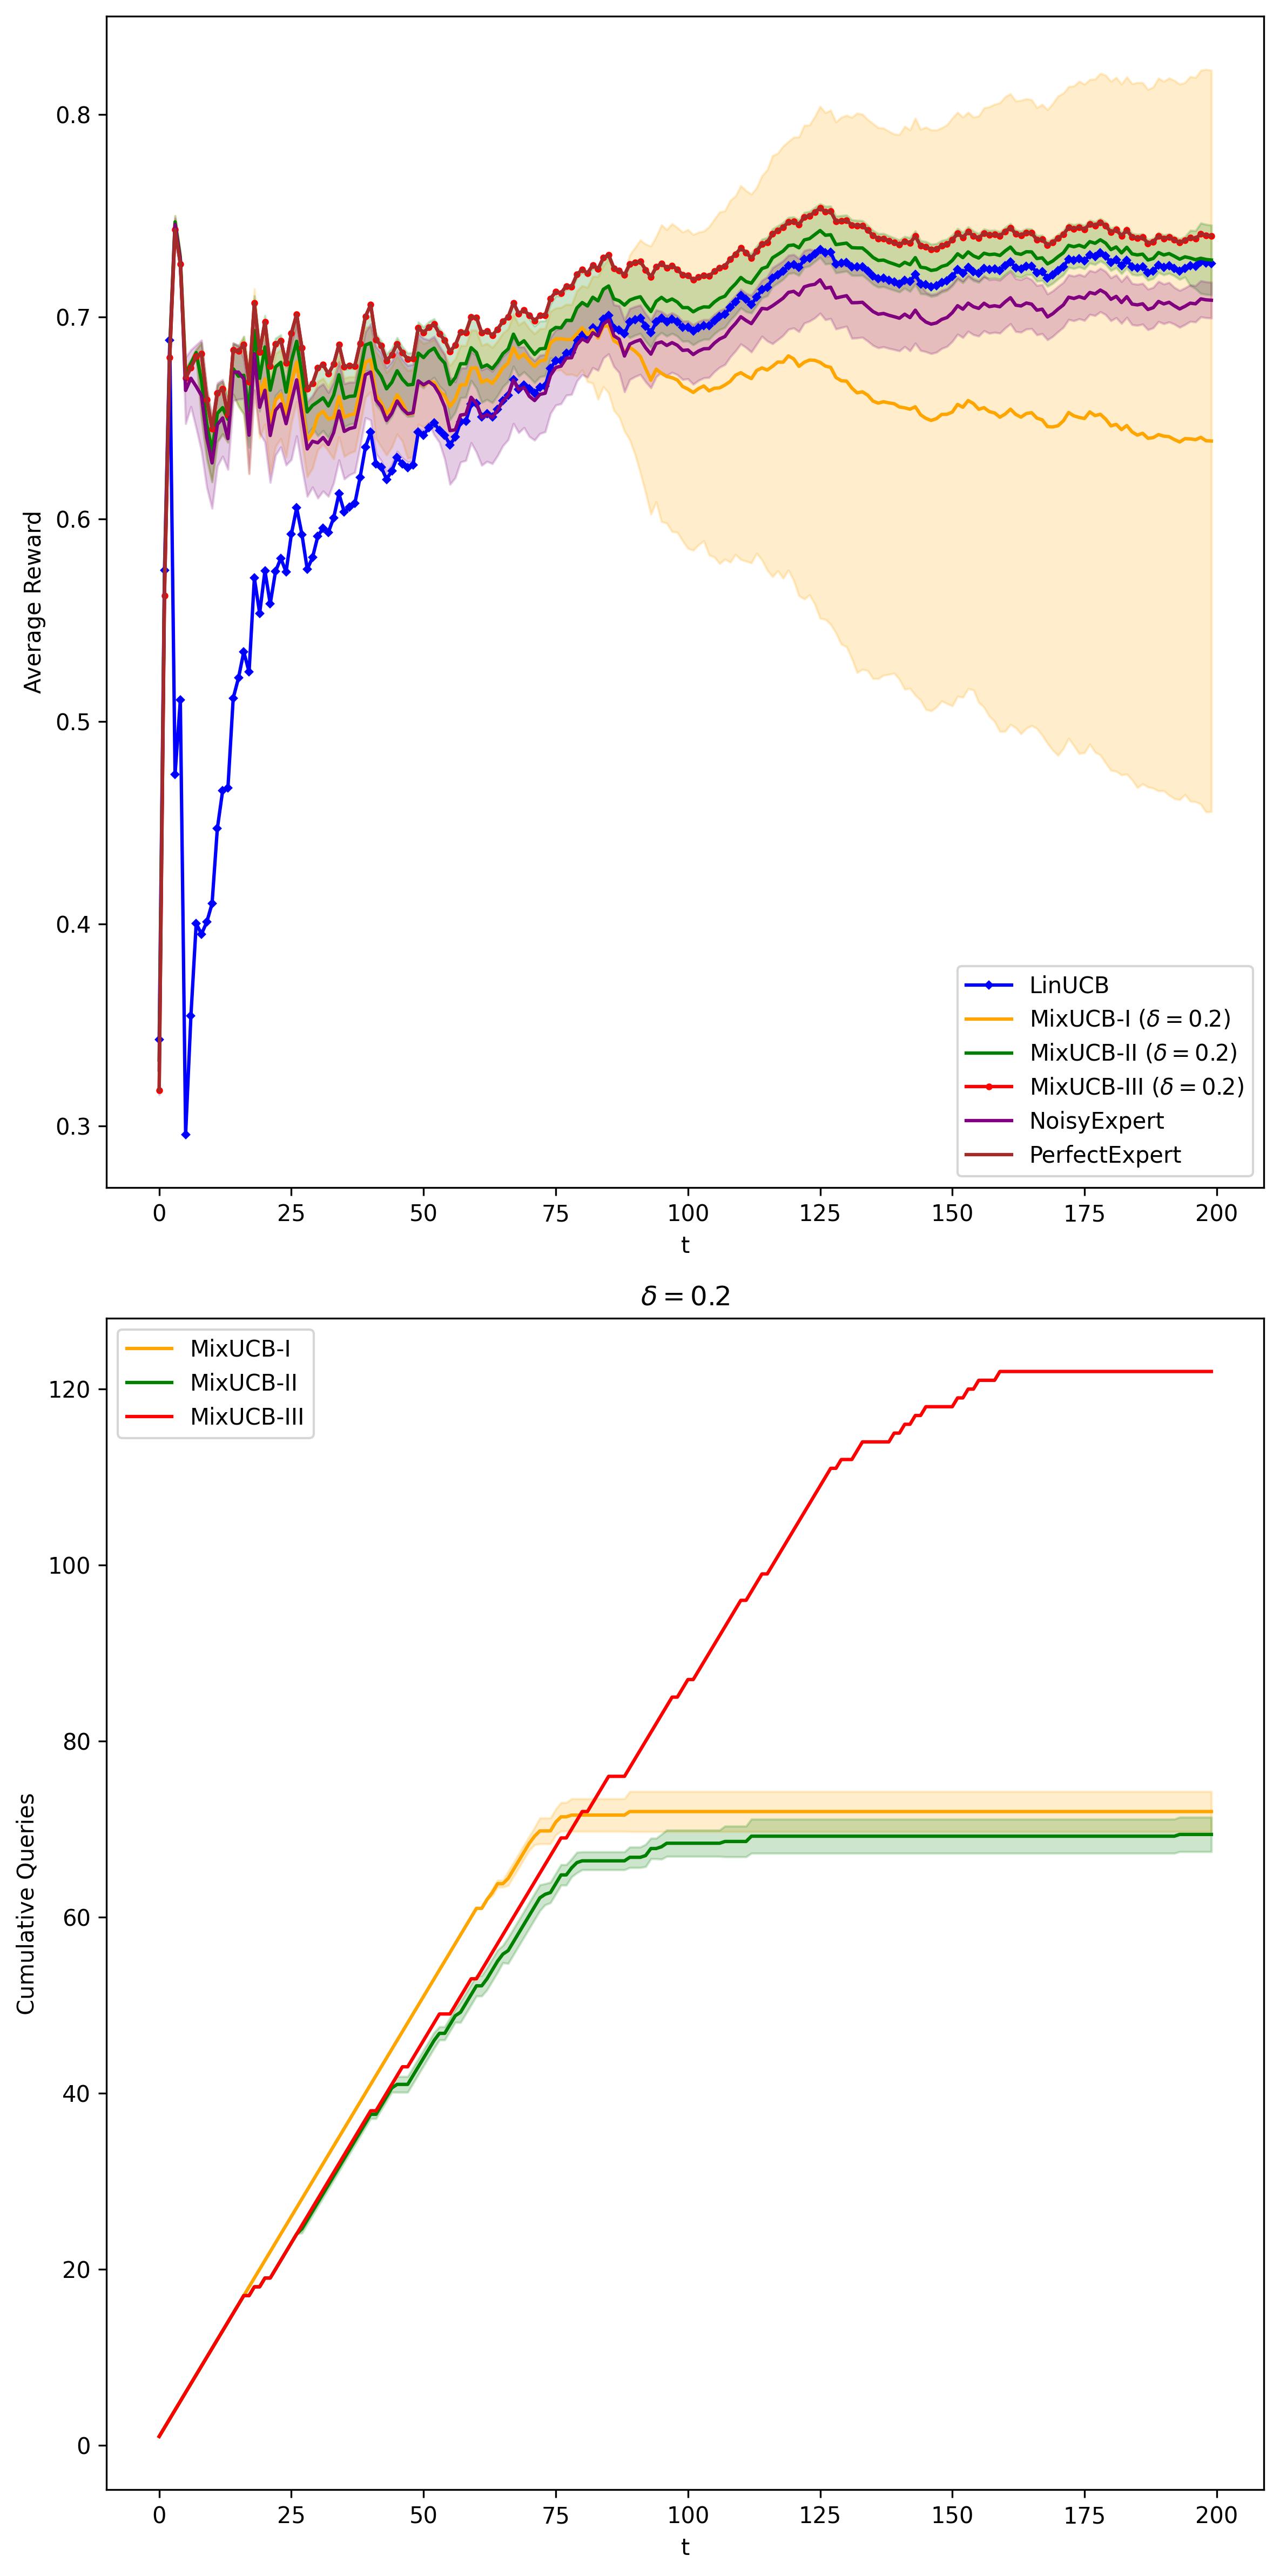 0.8
0.7
0.6
0.5
0.4
0.3
Average Reward
LinUCB
MixUCB-I (δ = 0.2)
MixUCB-II (δ = 0.2)
MixUCB-III (δ = 0.2)
NoisyExpert
PerfectExpert
0 25 50 75 100 125 150 175 200
t
δ = 0.2
MixUCB-I
MixUCB-II
MixUCB-III
120
100
80
60
40
20
0
Cumulative Queries
0 25 50 75 100 125 150 175 200
t